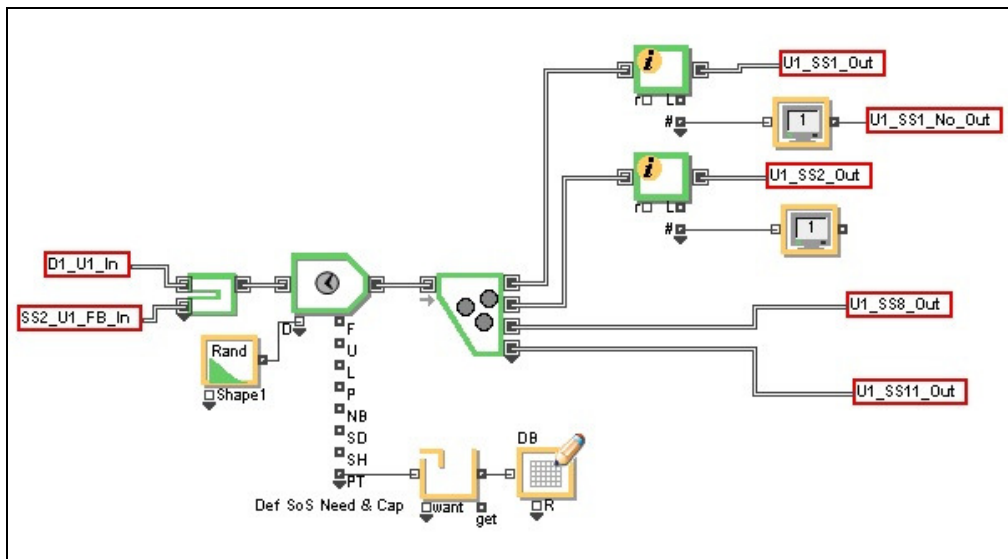 U1_SS1_Out
i
r L
#
1
U1_SS1_No_Out
i
U1_SS2_Out
r L
#
1
D1_U1_In
SS2_U1_FB_In
D
F
U
L
P
NB
SD
SH
PT
Rand
Shape1
U1_SS8_Out
U1_SS11_Out
DB
Def SoS Need & Cap
want
get
R